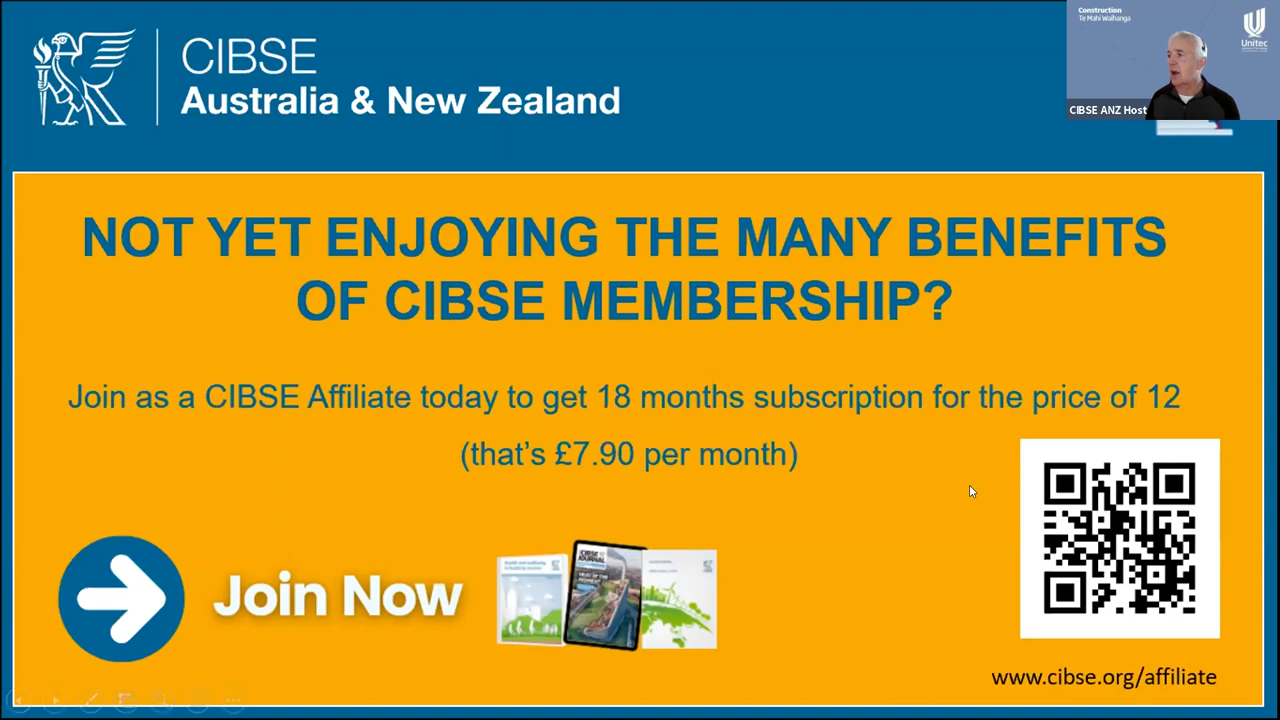 CIBSE
Australia & New Zealand
Construction
Te Mahi Waihanga
Unitec
CIBSE ANZ Host
NOT YET ENJOYING THE MANY BENEFITS
OF CIBSE MEMBERSHIP?
Join as a CIBSE Affiliate today to get 18 months subscription for the price of 12
(that's £7.90 per month)
Join Now
CIBSE
JOURNAL
www.cibse.org/affiliate